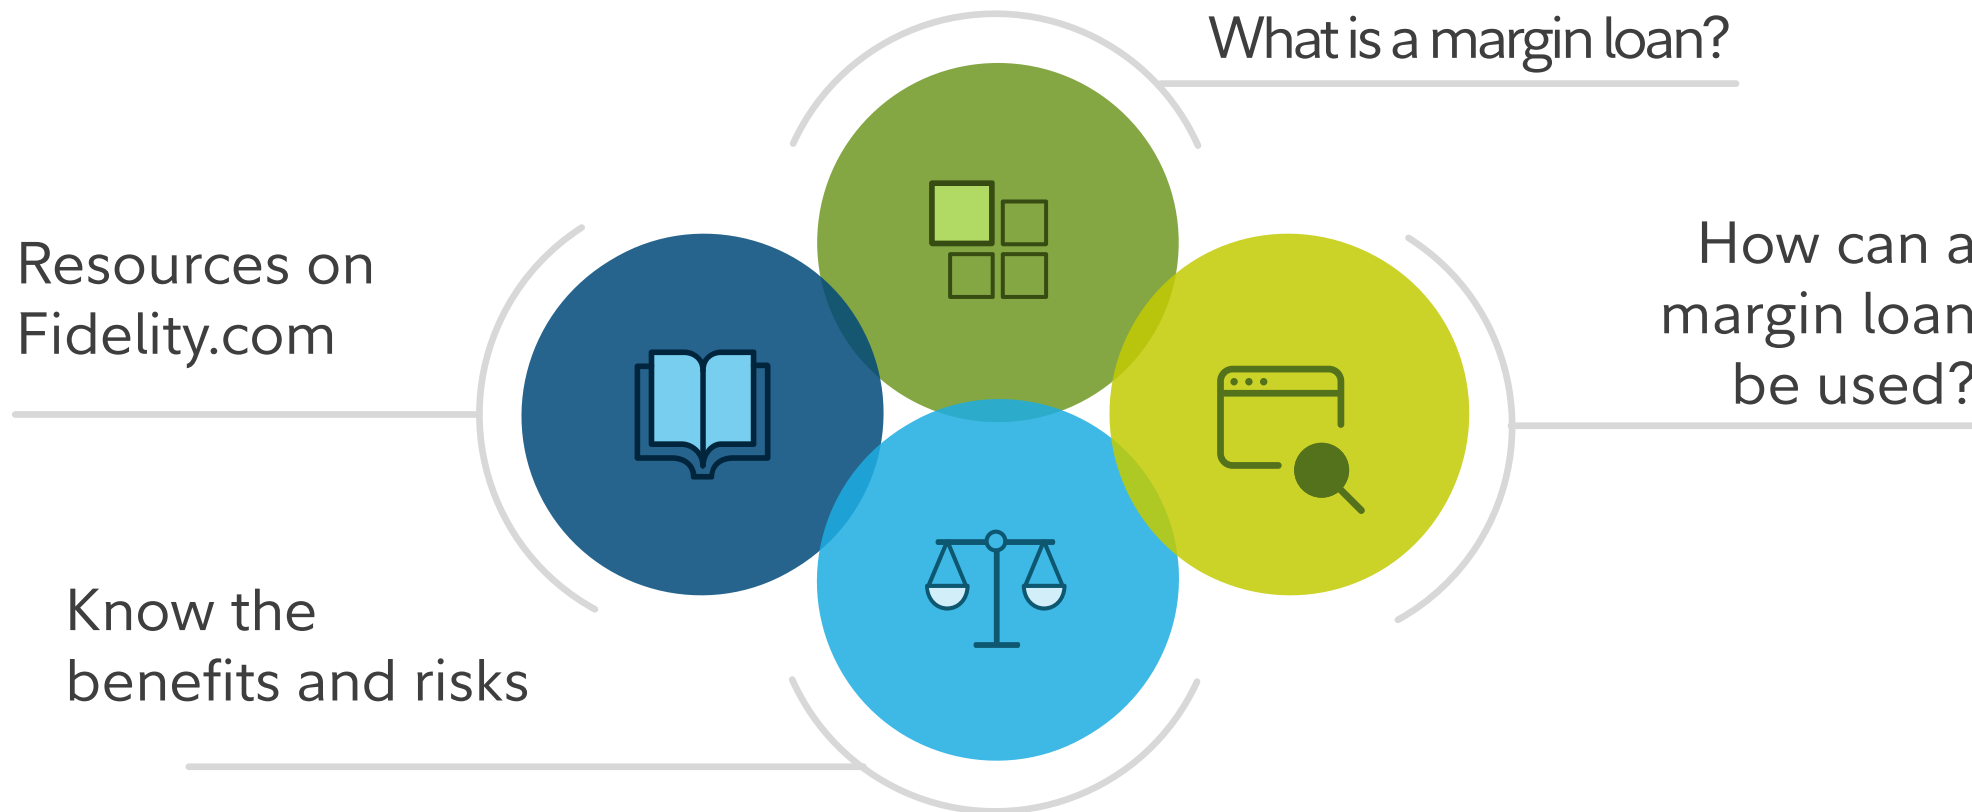 What is a margin loan?
How can a
margin loan
be used?
Resources on
Fidelity.com
Know the
benefits and risks